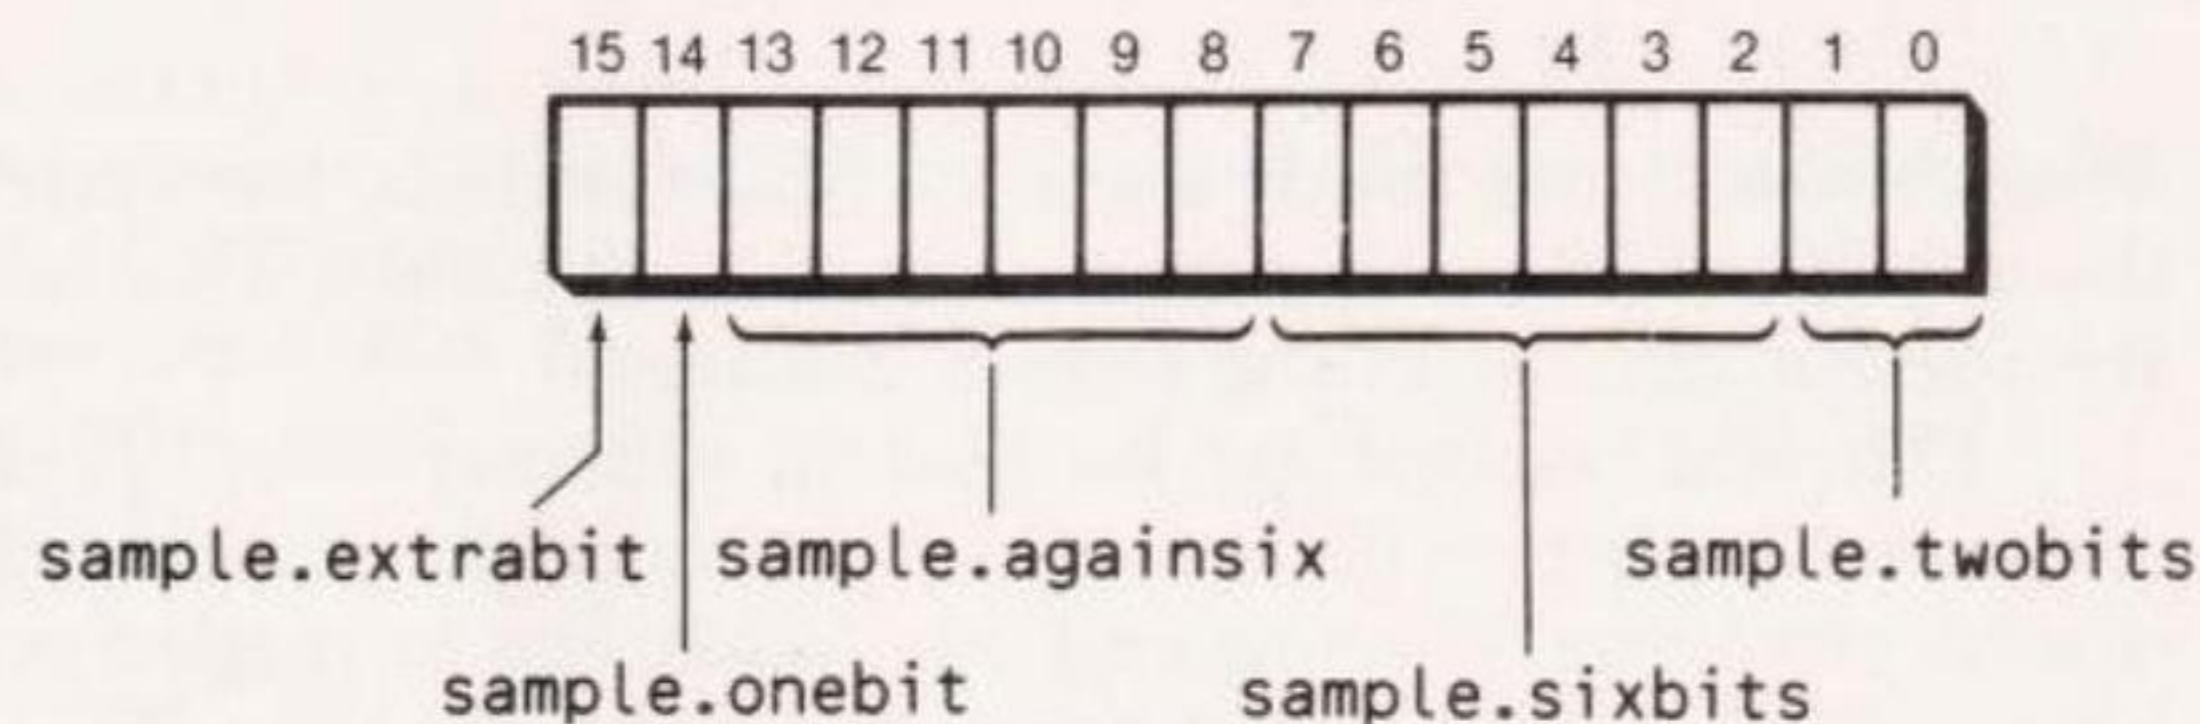 15 14 13 12 11 10 9 8 7 6 5 4 3 2 1 0
sample.extrabit sample.againsix sample.twobits
sample.onebit sample.sixbits